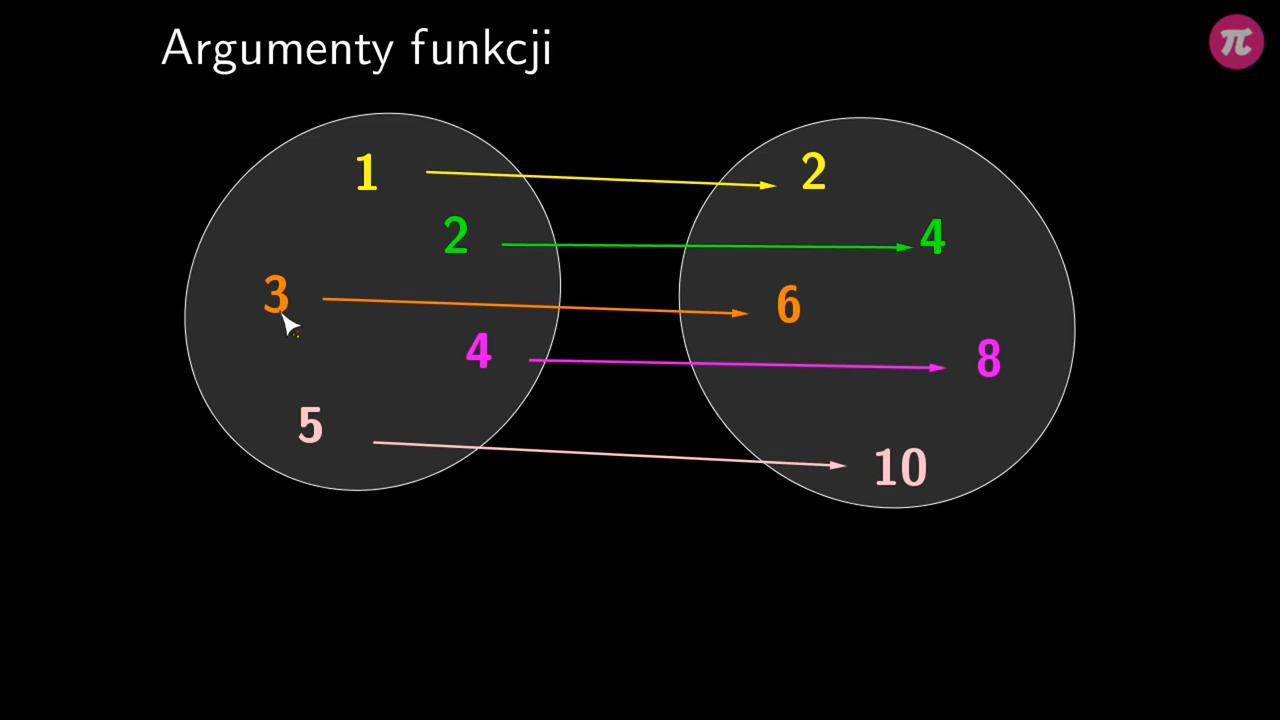 Argumenty funkcji
π
1 2
2 4
3 6
4 8
5 10